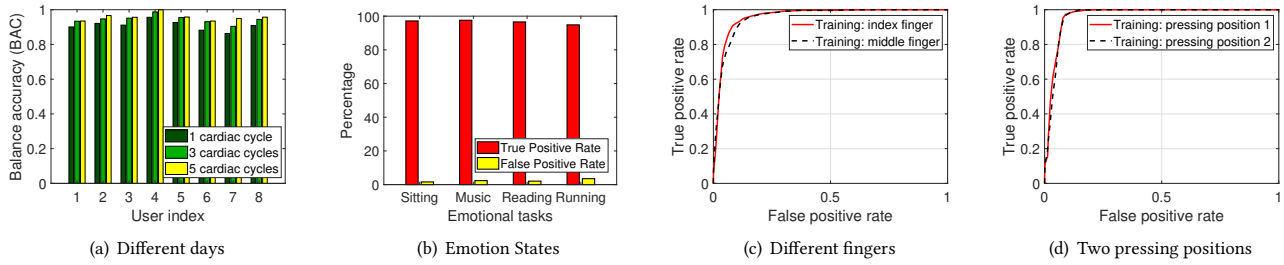 Balance accuracy (BAC)
1
0.8
0.6
0.4
0.2
0
1 cardiac cycle
3 cardiac cycles
5 cardiac cycles
1 2 3 4 5 6 7 8
User index
(a) Different days
Percentage
100
80
60
40
20
0
True Positive Rate
False Positive Rate
Sitting Music Reading Running
Emotional tasks
(b) Emotion States
True positive rate
1
0.8
0.6
0.4
0.2
0
Training: index finger
Training: middle finger
0 0.5 1
False positive rate
(c) Different fingers
True positive rate
1
0.8
0.6
0.4
0.2
0
Training: pressing position 1
Training: pressing position 2
0 0.5 1
False positive rate
(d) Two pressing positions